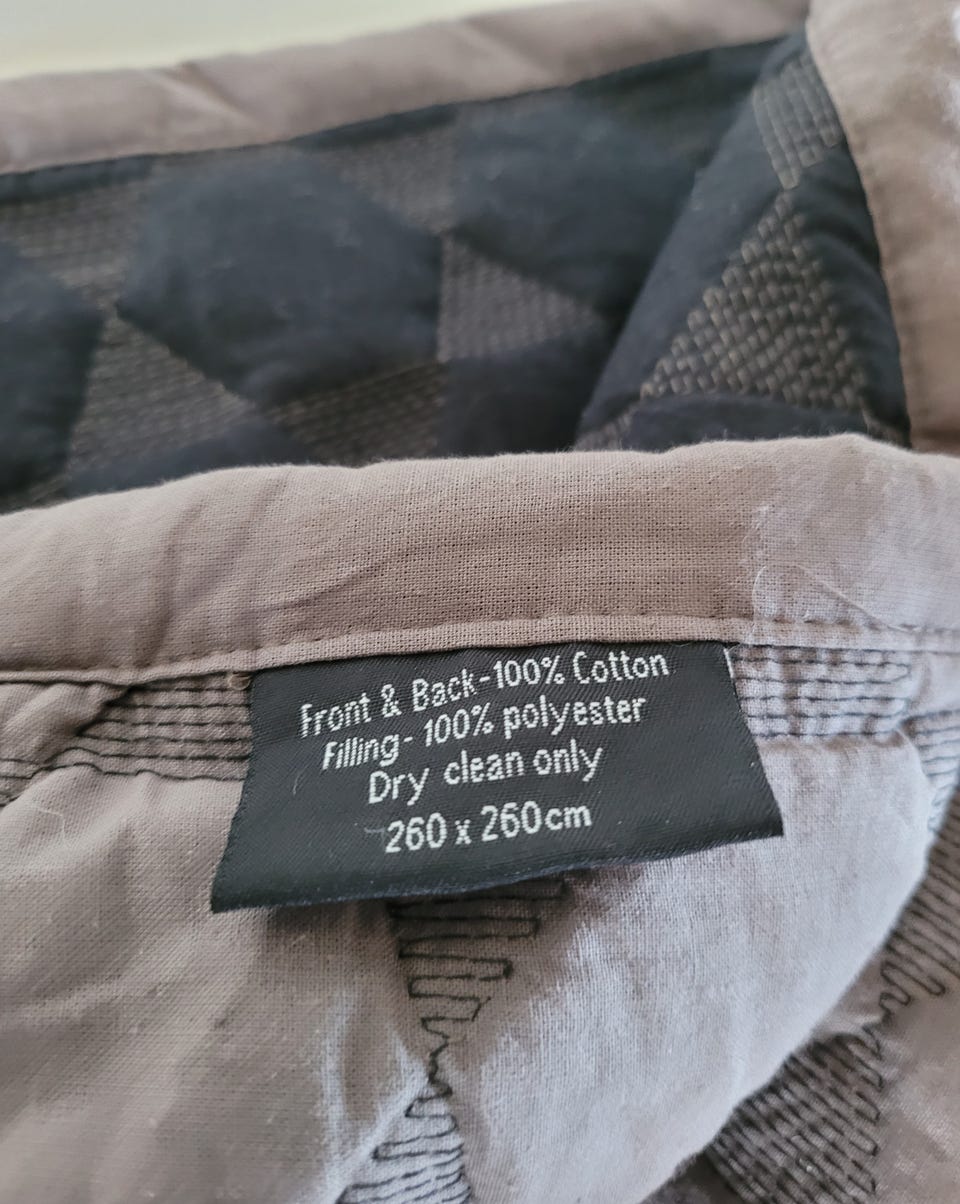 Front & Back-100% Cotton
Filling- 100% polyester
Dry clean only
260 x 260cm